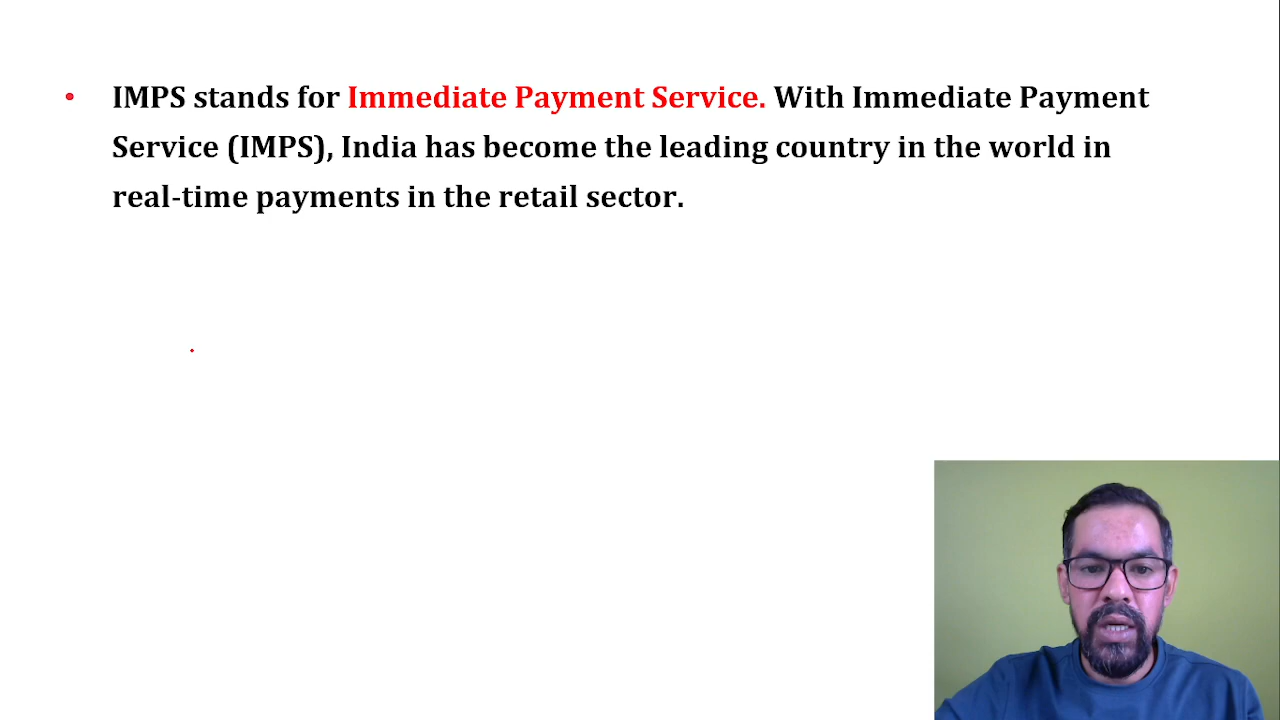 • IMPS stands for Immediate Payment Service. With Immediate Payment
Service (IMPS), India has become the leading country in the world in
real-time payments in the retail sector.